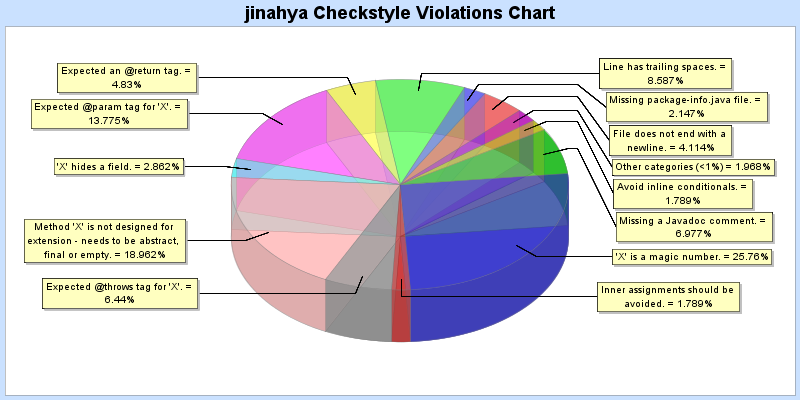 jinahya Checkstyle Violations Chart
Expected an @return tag. =
4.83%
Expected @param tag for 'X'. =
13.775%
'X' hides a field. = 2.862%
Method 'X' is not designed for
extension - needs to be abstract,
final or empty. = 18.962%
Expected @throws tag for 'X'. =
6.44%
Line has trailing spaces. =
8.587%
Missing package-info.java file. =
2.147%
File does not end with a
newline. = 4.114%
Other categories (<1%) = 1.968%
Avoid inline conditionals. =
1.789%
Missing a Javadoc comment. =
6.977%
'X' is a magic number. = 25.76%
Inner assignments should be
avoided. = 1.789%